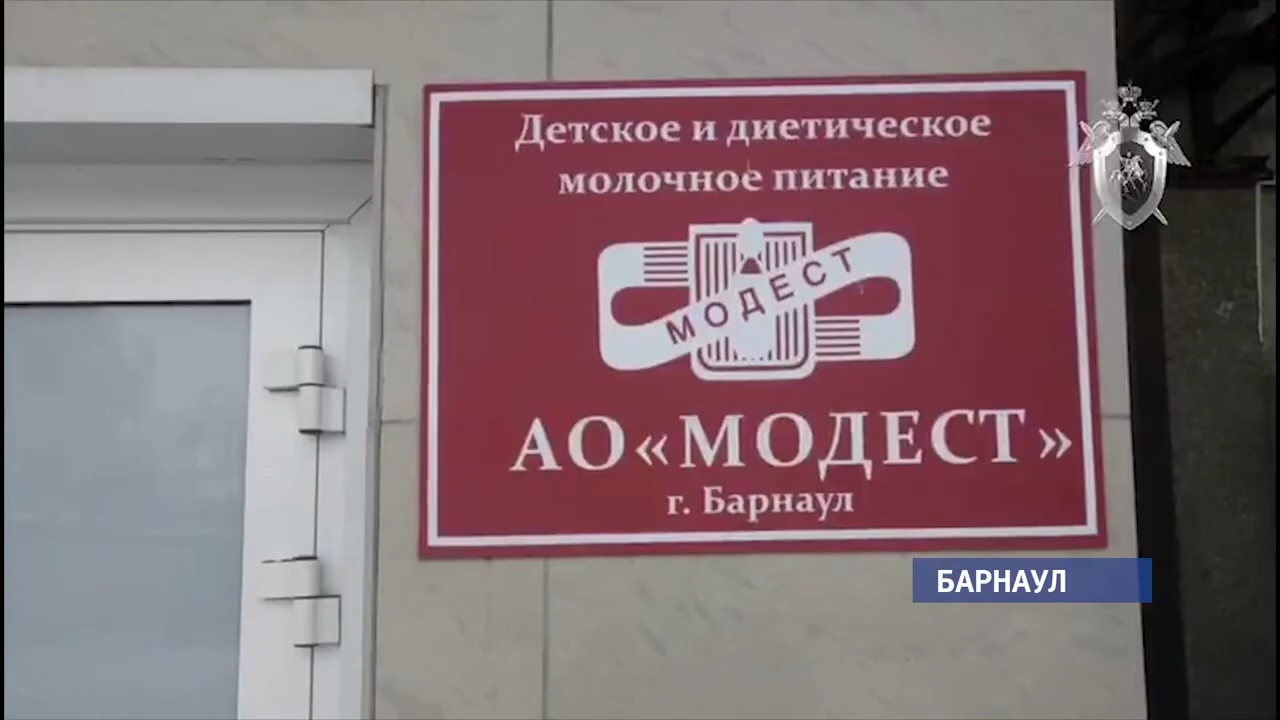 Детское и диетическое
молочное питание
МОДЕСТ
АО «МОДЕСТ»
г. Барнаул
БАРНАУЛ